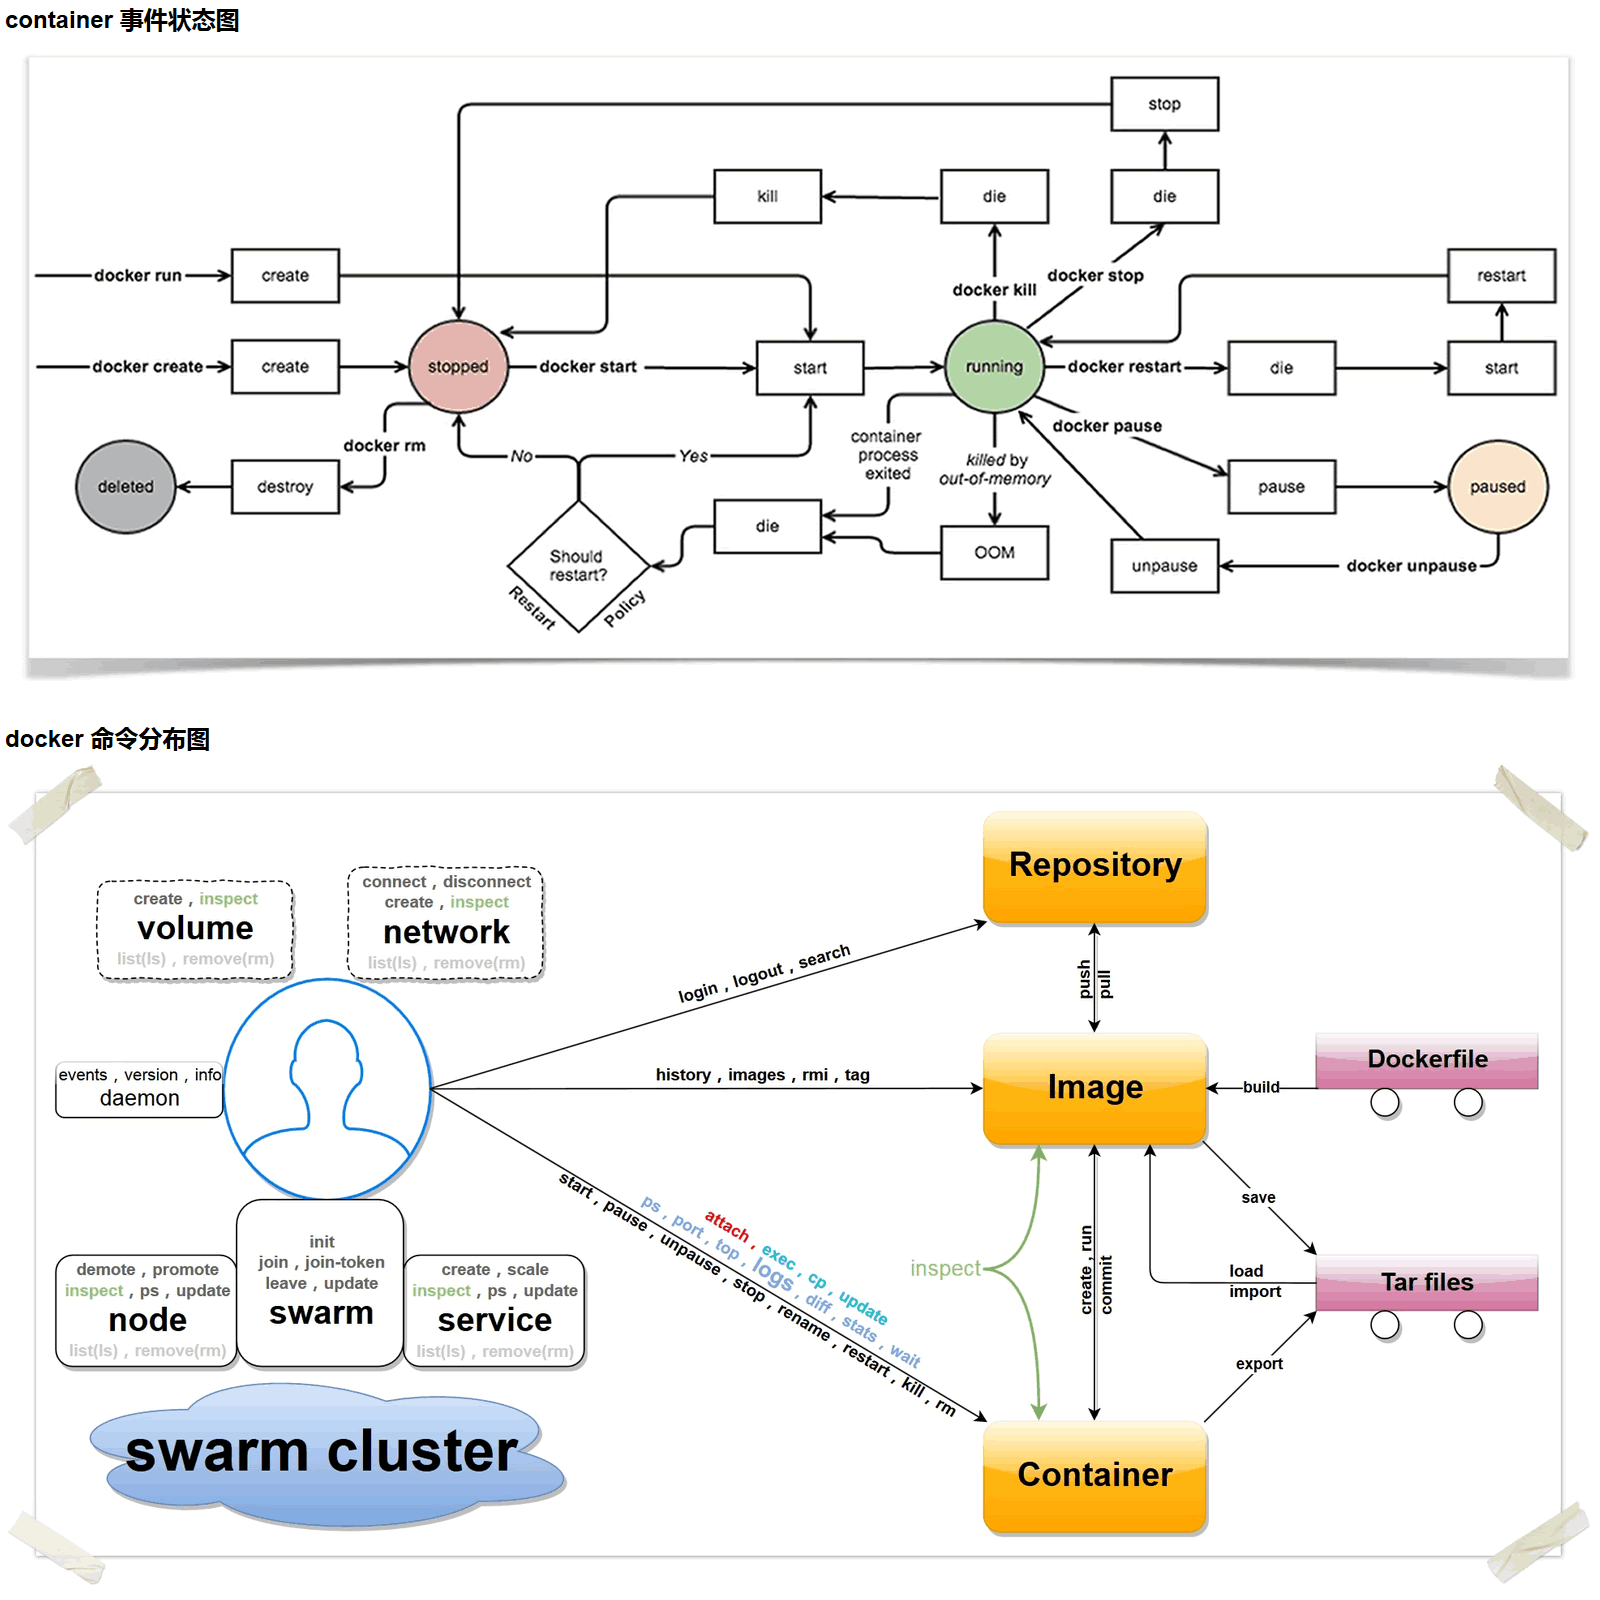 container 事件状态图
stop
kill
die
die
docker run
create
docker kill
docker stop
restart
docker create
create
stopped
docker start
start
running
docker restart
die
start
docker rm
No
Yes
container
process
exited
killed by
out-of-memory
docker pause
deleted
destroy
die
pause
paused
Should
restart?
Restart
Policy
OOM
unpause
docker unpause
docker 命令分布图
Repository
create , inspect
volume
list(ls) , remove(rm)
connect , disconnect
create , inspect
network
list(ls) , remove(rm)
login , logout , search
push
pull
events , version , info
daemon
history , images , rmi , tag
Image
build
Dockerfile
start , pause , unpause , stop , rename , restart , kill , rm
ps , port , top , logs , diff , stats , wait
attach , exec , cp , update
inspect
create , run
commit
save
load
import
Tar files
export
init
join , join-token
leave , update
swarm
demote , promote
inspect , ps , update
node
list(ls) , remove(rm)
create , scale
inspect , ps , update
service
list(ls) , remove(rm)
swarm cluster
Container